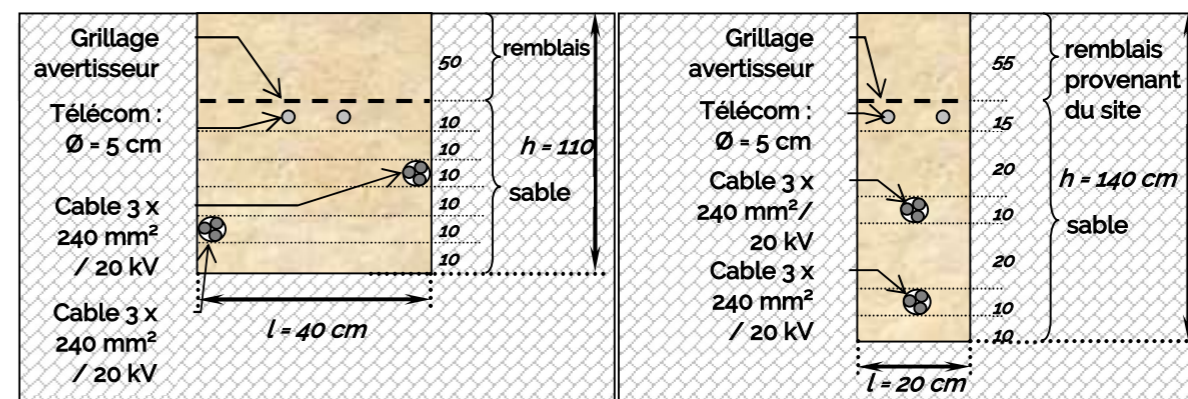 Grillage
avertisseur
Télécom :
Ø = 5 cm
Cable 3 x
240 mm²
/ 20 kV
Cable 3 x
240 mm²
/ 20 kV
50
10
10
10
10
10
10
remblais
sable
h = 110
l = 40 cm
Grillage
avertisseur
Télécom :
Ø = 5 cm
Cable 3 x
240 mm²/
20 kV
Cable 3 x
240 mm²
/ 20 kV
55
15
20
10
20
10
10
remblais
provenant
du site
sable
h = 140 cm
l = 20 cm